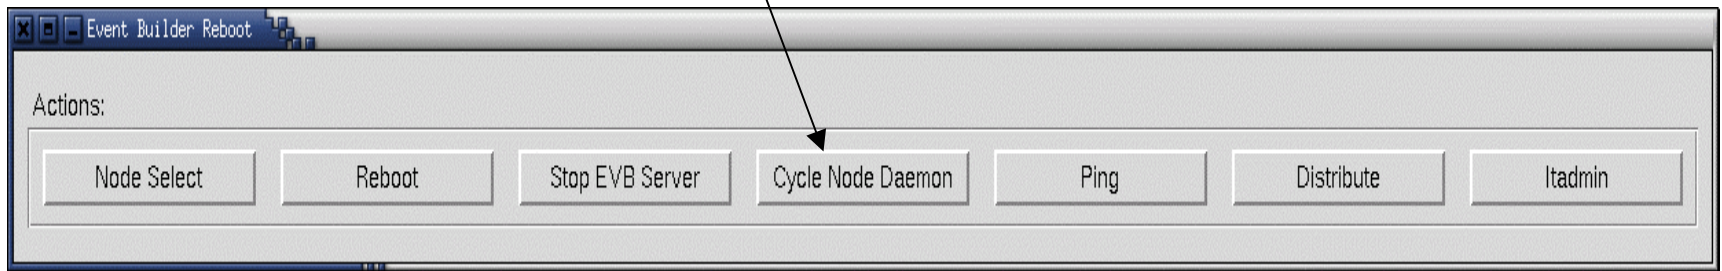 Event Builder Reboot
Actions:
Node Select Reboot Stop EVB Server Cycle Node Daemon Ping Distribute Itadmin